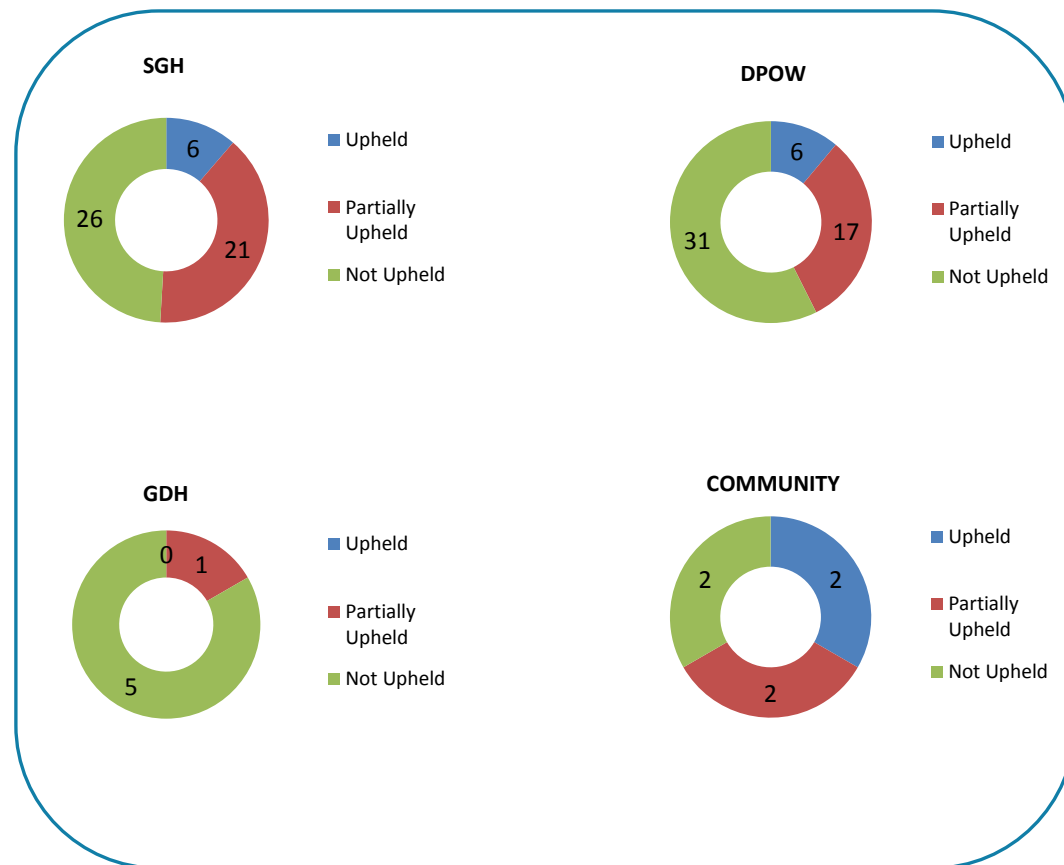 SGH
6
21
26
Upheld
Partially
Upheld
Not Upheld
DPOW
6
17
31
Upheld
Partially
Upheld
Not Upheld
GDH
0
1
5
Upheld
Partially
Upheld
Not Upheld
COMMUNITY
2
2
2
Upheld
Partially
Upheld
Not Upheld